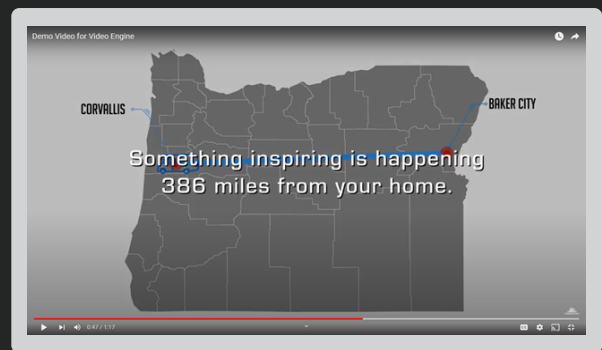 Demo Video for Video Engine
CORVALLIS
BAKER CITY
Something inspiring is happening
386 miles from your home.
0:47 / 1:17